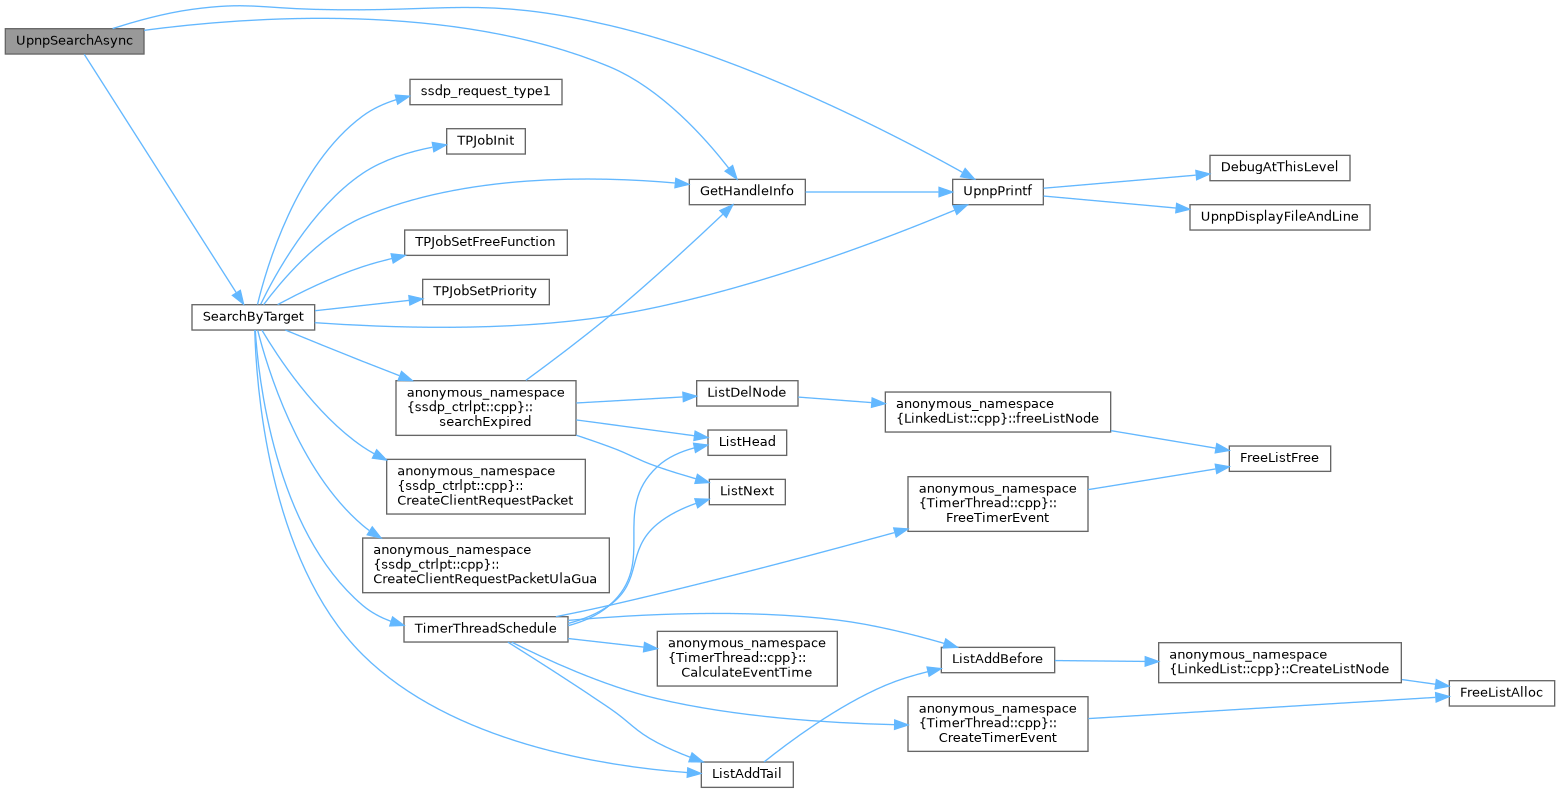 UpnpSearchAsync
ssdp_request_type1
TPJobInit
DebugAtThisLevel
GetHandleInfo
UpnpPrintf
UpnpDisplayFileAndLine
TPJobSetFreeFunction
TPJobSetPriority
SearchByTarget
anonymous_namespace
{ssdp_ctrlpt::cpp}::
searchExpired
ListDelNode
anonymous_namespace
{LinkedList::cpp}::freeListNode
ListHead
FreeListFree
anonymous_namespace
{ssdp_ctrlpt::cpp}::
CreateClientRequestPacket
ListNext
anonymous_namespace
{TimerThread::cpp}::
FreeTimerEvent
anonymous_namespace
{ssdp_ctrlpt::cpp}::
CreateClientRequestPacketUlaGua
TimerThreadSchedule
anonymous_namespace
{TimerThread::cpp}::
CalculateEventTime
ListAddBefore
anonymous_namespace
{LinkedList::cpp}::CreateListNode
FreeListAlloc
anonymous_namespace
{TimerThread::cpp}::
CreateTimerEvent
ListAddTail